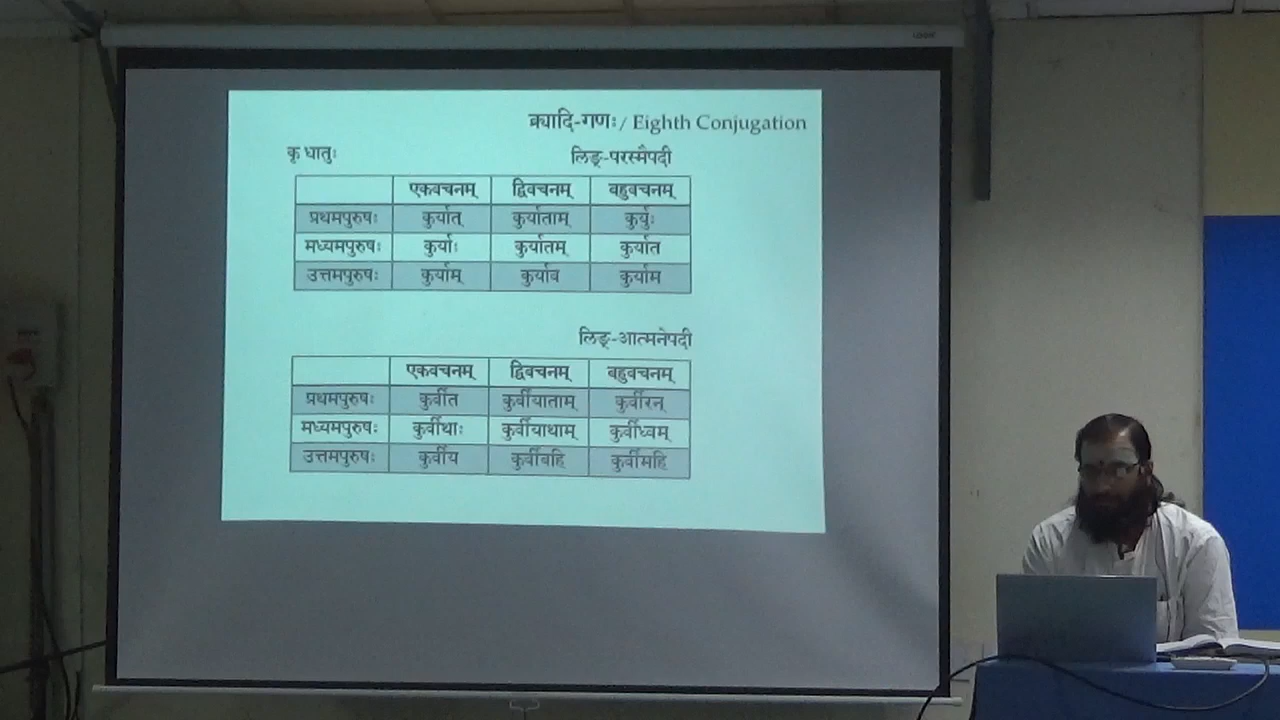 LOGIK
क्र्यादि-गणः / Eighth Conjugation
कृ धातुः लिङ्-परस्मैपदी
एकवचनम् द्विवचनम् बहुवचनम्
प्रथमपुरुषः कुर्यात् कुर्याताम् कुर्युः
मध्यमपुरुषः कुर्याः कुर्यातम् कुर्यात
उत्तमपुरुषः कुर्याम् कुर्याव कुर्याम
लिङ्-आत्मनेपदी
एकवचनम् द्विवचनम् बहुवचनम्
प्रथमपुरुषः कुर्वीत कुर्वीयाताम् कुर्वीरन्
मध्यमपुरुषः कुर्वीथाः कुर्वीयाथाम् कुर्वीध्वम्
उत्तमपुरुषः कुर्वीय कुर्वीवहि कुर्वीमहि